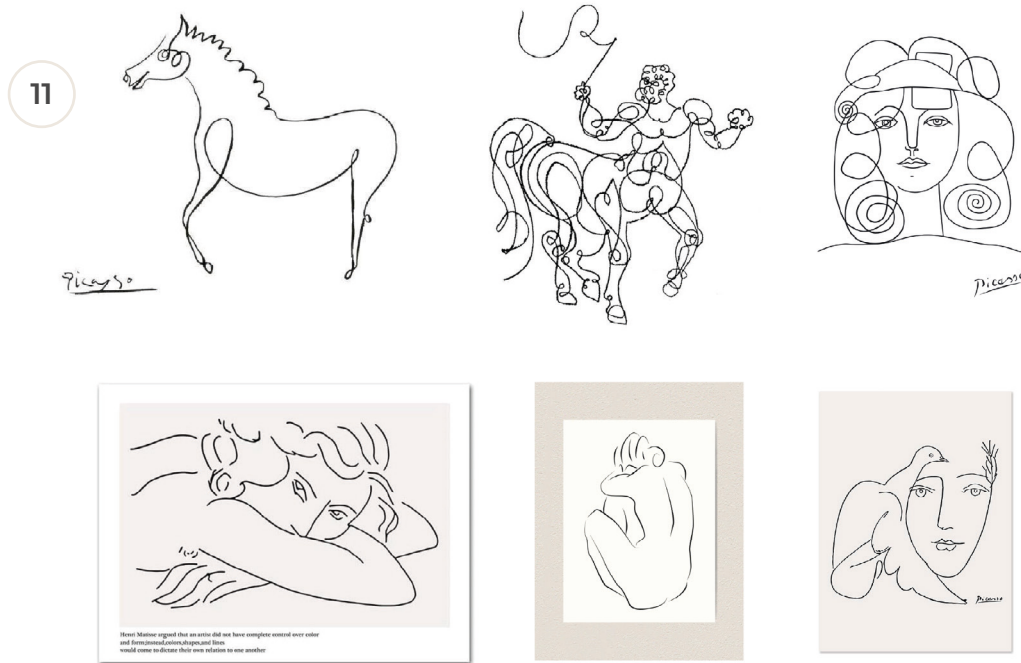 11
Picasso
Picasso
Henri Matisse argued that an artist did not have complete control over color
and form;instead,colors,shapes,and lines
would come to dictate their own relation to one another
Picasso